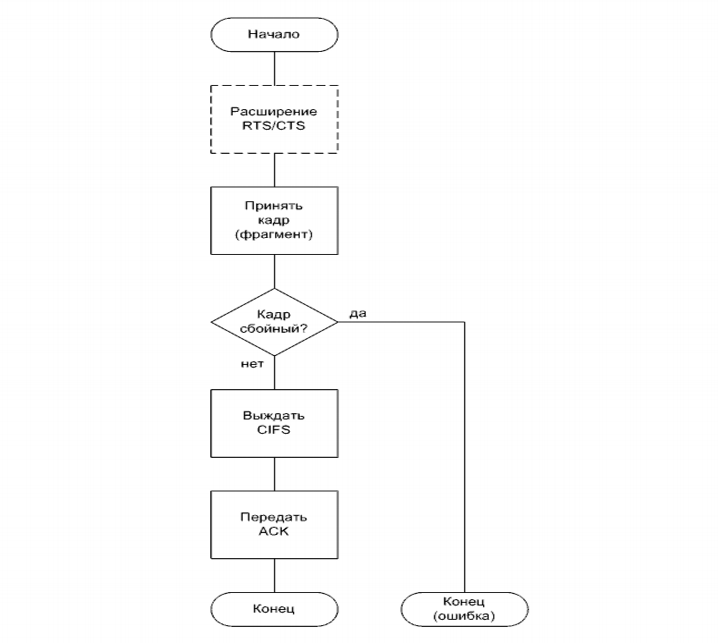 Начало
Расширение
RTS/CTS
Принять
кадр
(фрагмент)
Кадр
сбойный?
да
нет
Выждать
CIFS
Передать
ACK
Конец
Конец
(ошибка)